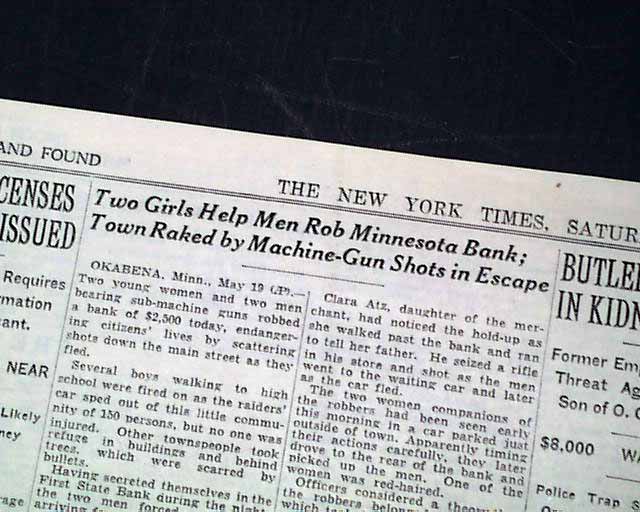 AND FOUND
THE NEW YORK TIMES, SATUR
CENSES
ISSUED
Requires
rmation
ant.
NEAR
Likely
ney
rage
Two Girls Help Men Rob Minnesota Bank;
Town Raked by Machine-Gun Shots in Escape
OKABENA, Minn., May 19 (AP).—
Two young women and two men
bearing sub-machine guns robbed
a bank of $2,500 today, endanger-
ing citizens' lives by scattering
shots down the main street as they
fled.
Several boys walking to high
school were fired on as the raiders'
car sped out of this little commu-
nity of 150 persons, but no one was
injured. Other townspeople took
refuge in buildings and behind
trees, which were scarred by
bullets.
Having secreted themselves in the
First State Bank during the night
the two men forced
arriving
Clara Atz, daughter of the mer-
chant, had noticed the hold-up as
she walked past the bank and ran
to tell her father. He seized a rifle
in his store and shot as the men
went to the waiting car and later
as the car fled.
The two women companions of
the robbers had been seen early
this morning in a car parked just
outside of town. Apparently timing
their actions carefully, they later
drove to the rear of the bank and
picked up the men. One of the
women was red-haired.
Officers considered a theory
the robbers
BUTLE
IN KIDN
Former Emp
Threat Ag
Son of O. C
$8,000 WA
Police Trap S